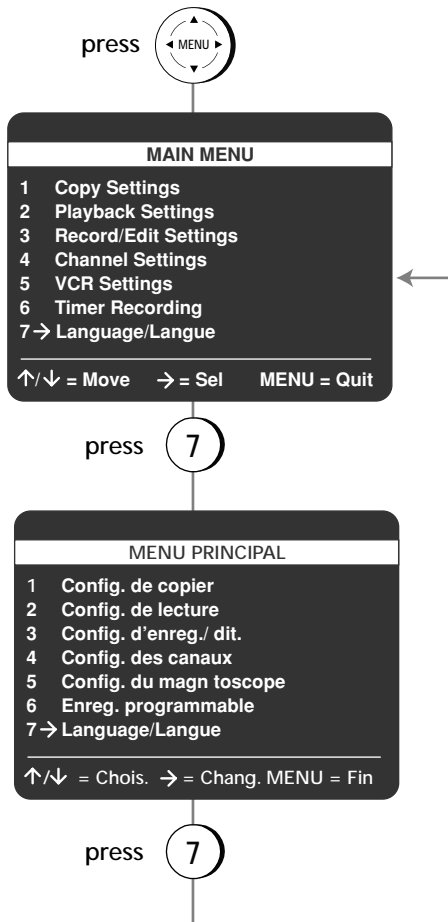 press MENU
MAIN MENU
1 Copy Settings
2 Playback Settings
3 Record/Edit Settings
4 Channel Settings
5 VCR Settings
6 Timer Recording
7→ Language/Langue
↑/↓ = Move → = Sel MENU = Quit
press 7
MENU PRINCIPAL
1 Config. de copier
2 Config. de lecture
3 Config. d’enreg./ dit.
4 Config. des canaux
5 Config. du magn toscope
6 Enreg. programmable
7→ Language/Langue
↑/↓ = Chois. → = Chang. MENU = Fin
press 7